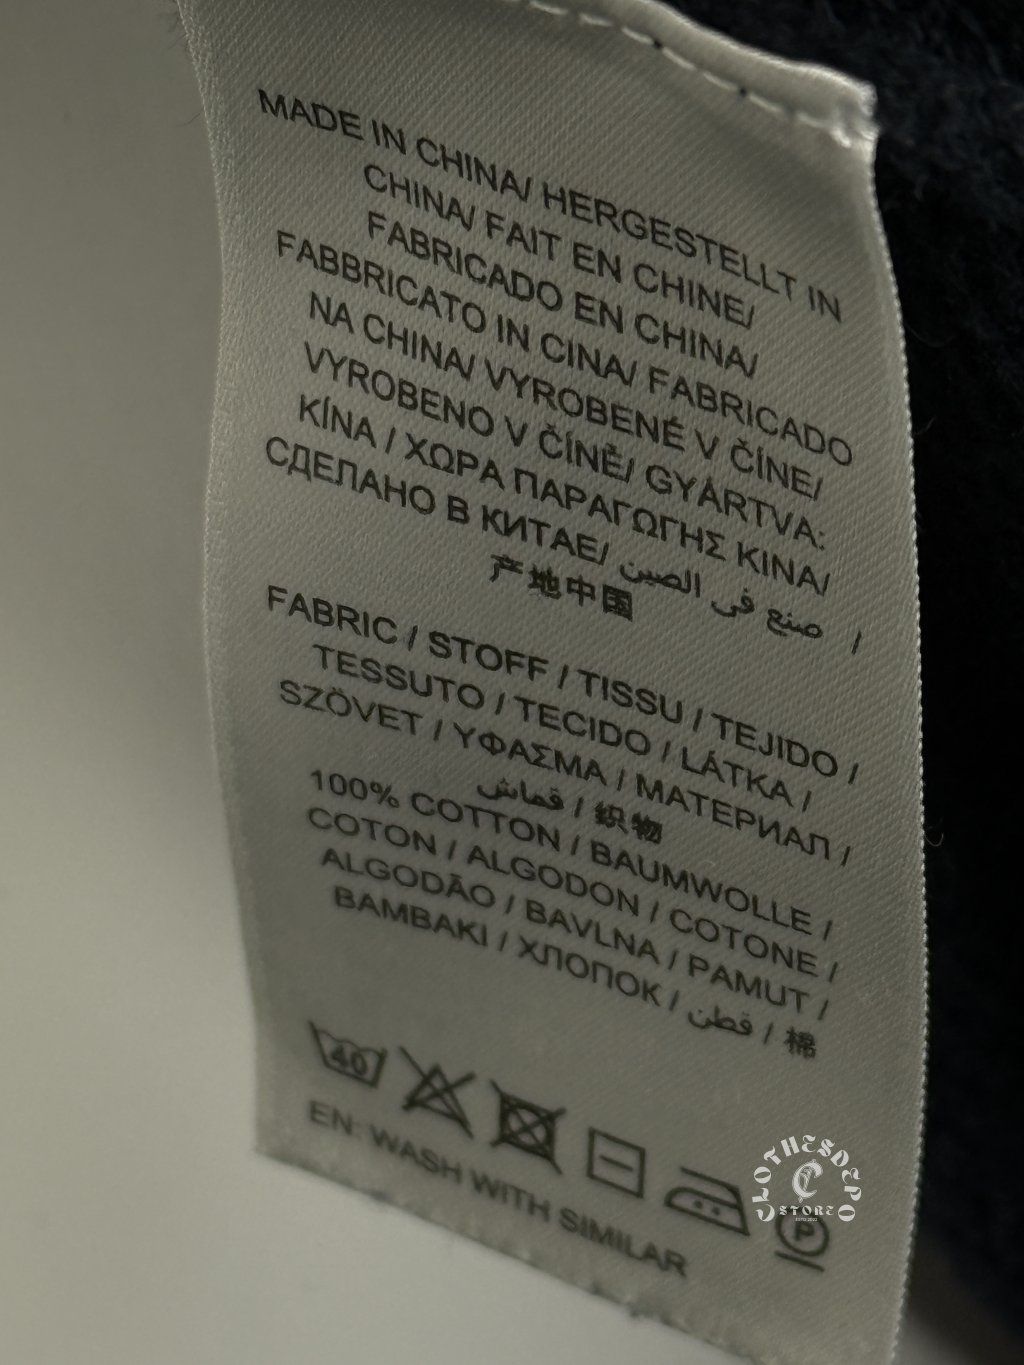 MADE IN CHINA/ HERGESTELLT IN
CHINA/ FAIT EN CHINE/
FABRICADO EN CHINA/
FABBRICATO IN CINA/ FABRICADO
NA CHINA/ VYROBENÉ V ČÍNE/
VYROBENO V ČÍNĚ/ GYÁRTVA:
KÍNA / ΧΩΡΑ ΠΑΡΑΓΩΓΗΣ ΚΙΝΑ/
СДЕЛАНО В КИТАЕ/ صنع في الصين /
产地中国
FABRIC / STOFF / TISSU / TEJIDO /
TESSUTO / TECIDO / LÁTKA /
SZÖVET / ΥΦΑΣΜΑ / МАТЕРИАЛ /
قماش / 织物
100% COTTON / BAUMWOLLE /
COTON / ALGODON / COTONE /
ALGODÃO / BAVLNA / PAMUT /
BAMBAKI / ХЛОПОК / قطن / 棉
40
EN: WASH WITH SIMILAR
P
CLOTHESDEPO
STORE